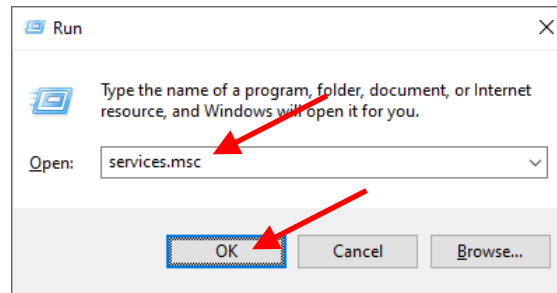 Run
Type the name of a program, folder, document, or Internet
resource, and Windows will open it for you.
Open: services.msc
OK Cancel Browse...